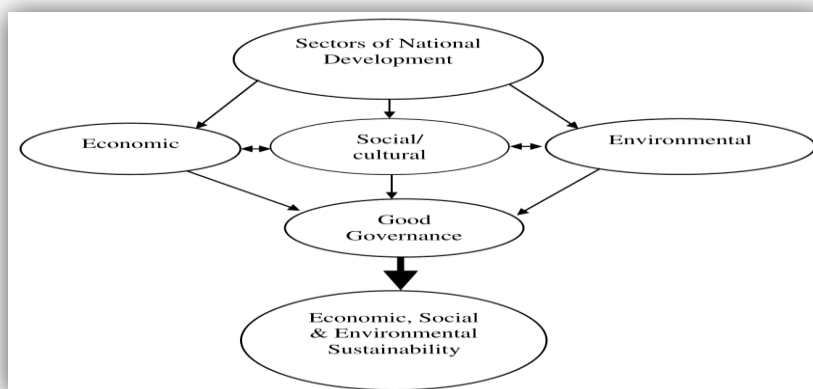 Sectors of National
Development
Economic
Social/
cultural
Environmental
Good
Governance
Economic, Social
& Environmental
Sustainability